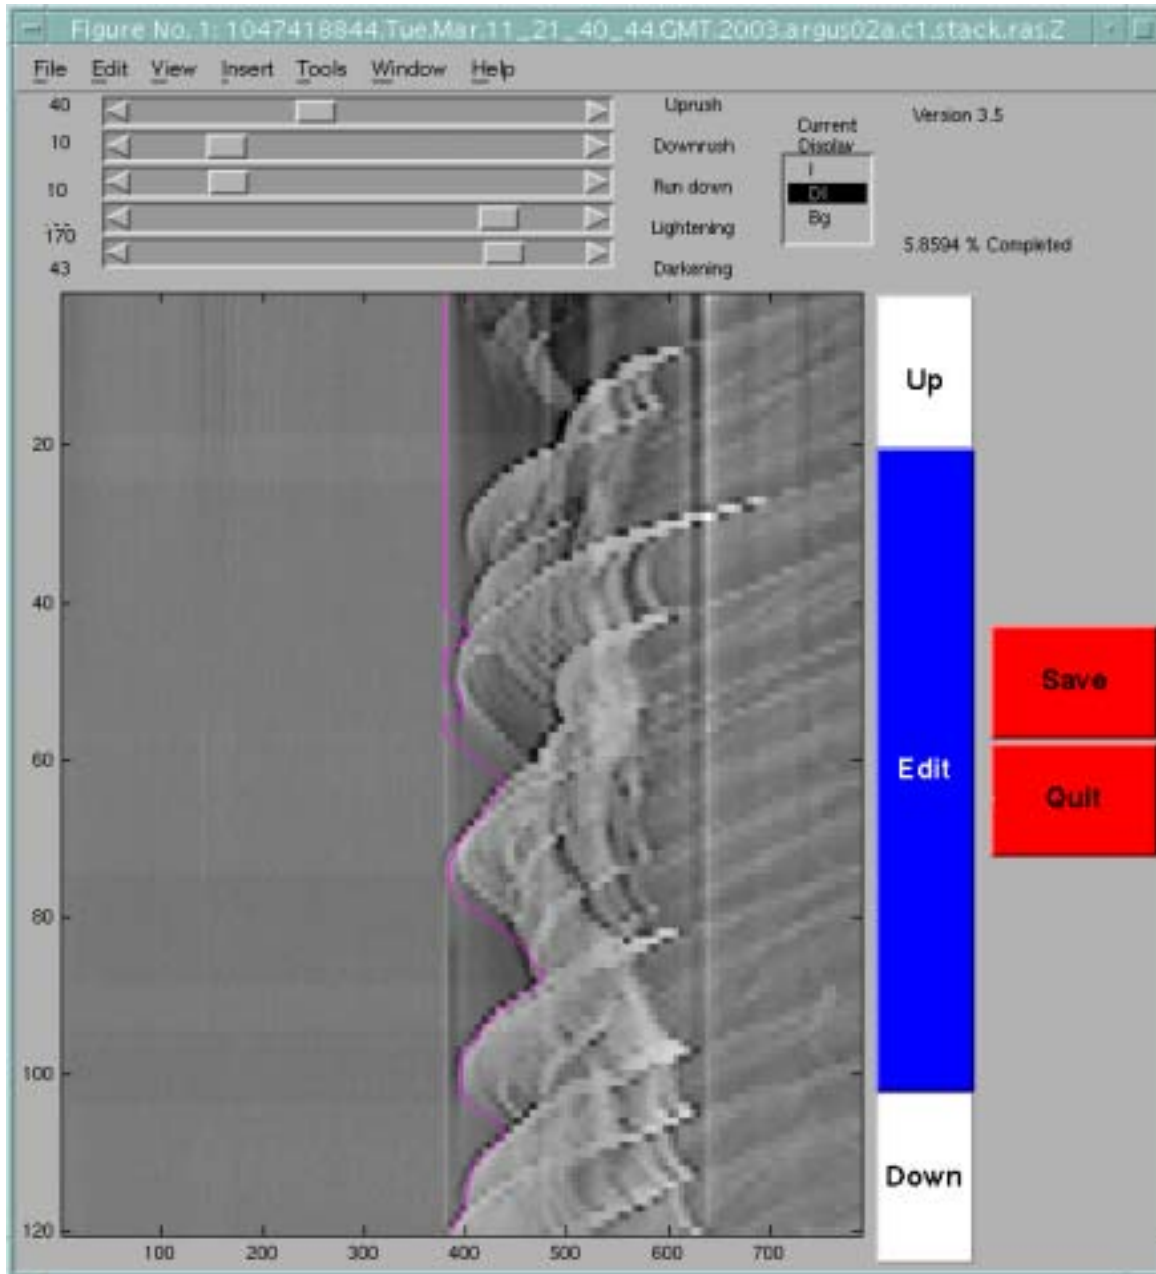 Figure No. 1: 1047418844.Tue.Mar.11_21_40_44.GMT.2003.argus02a.c1.stack.ras.Z
File Edit View Insert Tools Window Help
40 Uprush
10 Downrush
10 Run down
170 Lightening
43 Darkening
Current
Display
I
DI
Bg
Version 3.5
5.8594 % Completed
Up
Edit
Down
Save
Quit
20
40
60
80
100
120
100 200 300 400 500 600 700